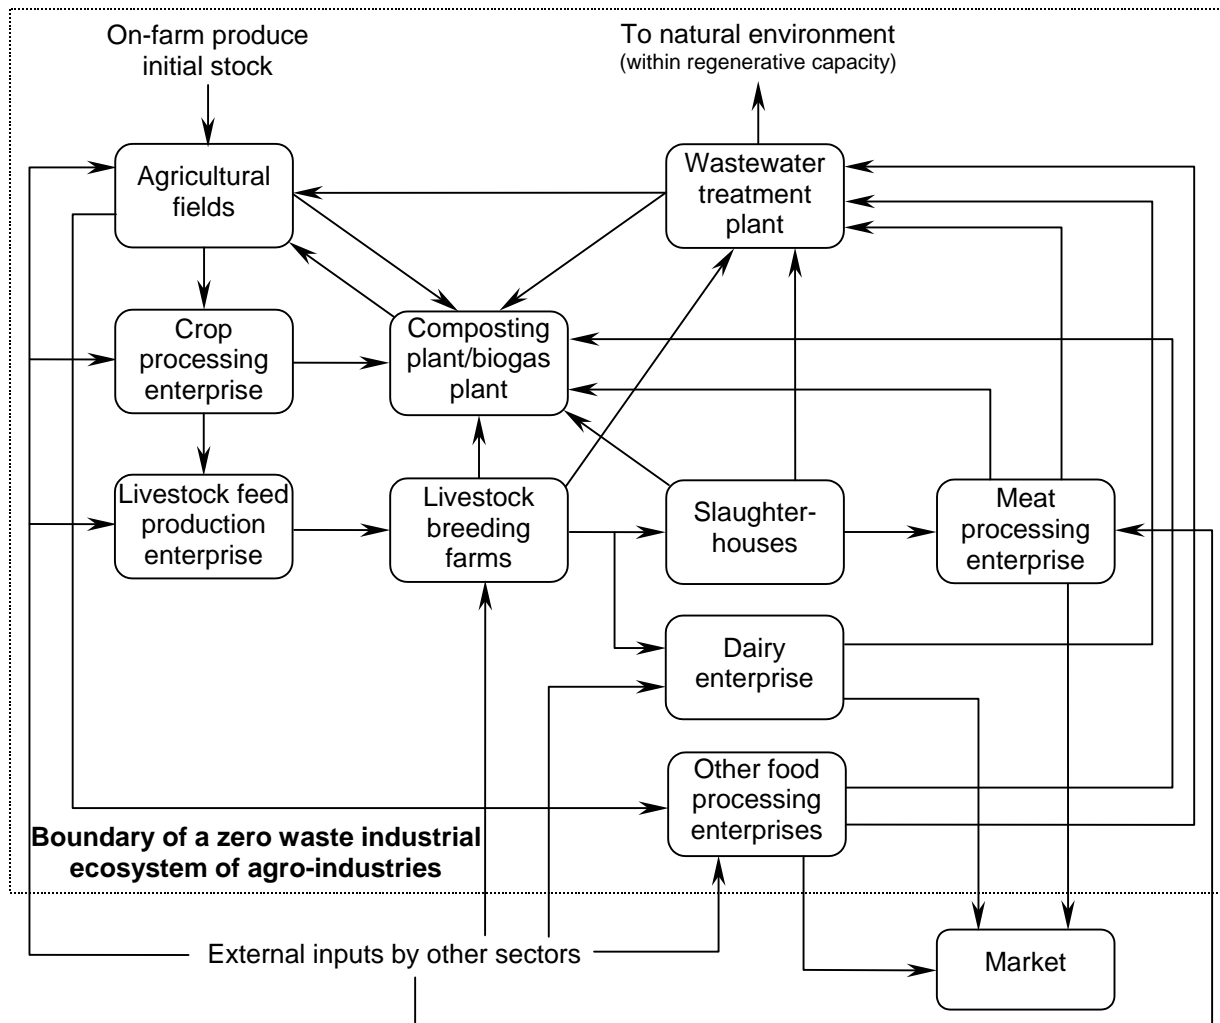 On-farm produce
initial stock
To natural environment
(within regenerative capacity)
Agricultural
fields
Wastewater
treatment
plant
Crop
processing
enterprise
Composting
plant/biogas
plant
Livestock feed
production
enterprise
Livestock
breeding
farms
Slaughter-
houses
Meat
processing
enterprise
Dairy
enterprise
Other food
processing
enterprises
Boundary of a zero waste industrial
ecosystem of agro-industries
External inputs by other sectors
Market